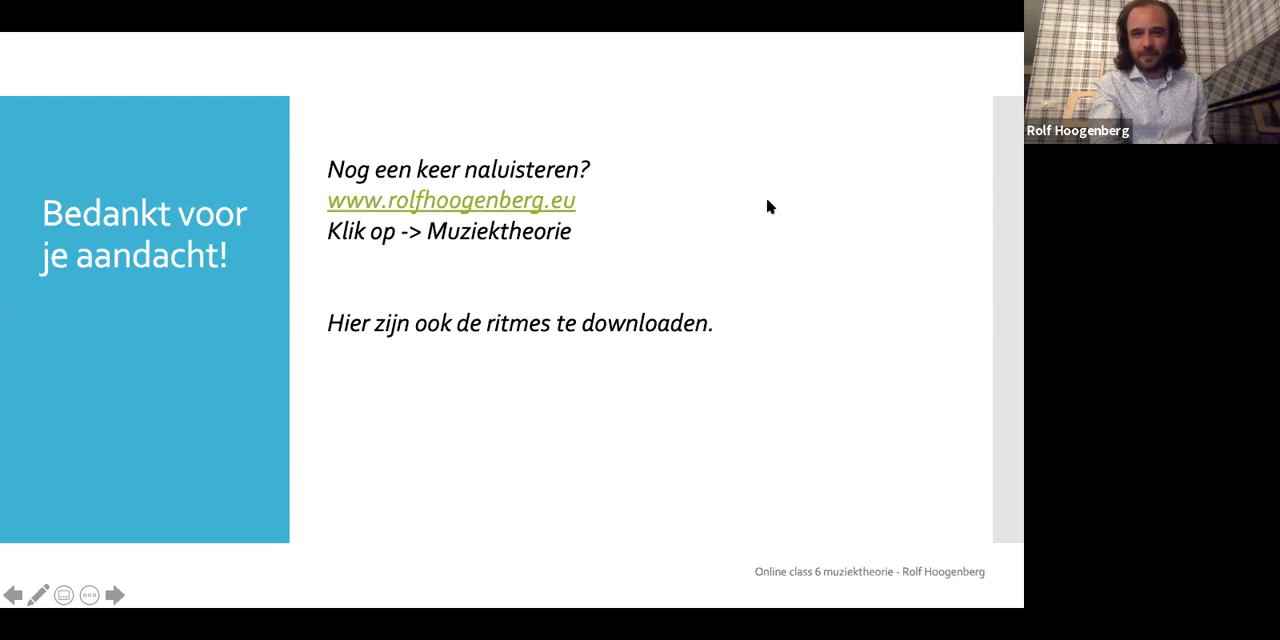 Bedankt voor
je aandacht!
Nog een keer naluisteren?
www.rolfhoogenberg.eu
Klik op -> Muziektheorie
Hier zijn ook de ritmes te downloaden.
Online class 6 muziektheorie - Rolf Hoogenberg
Rolf Hoogenberg